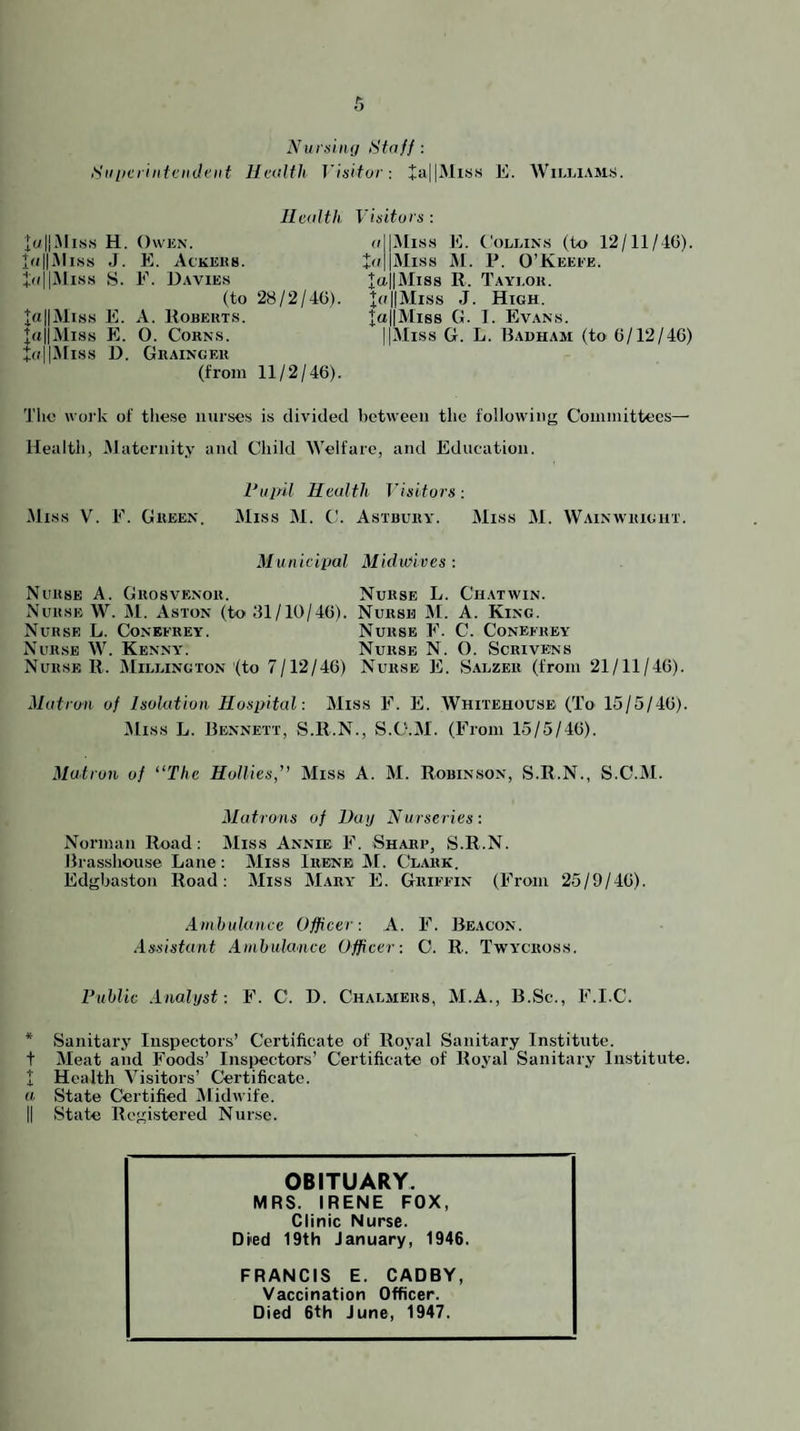 5
Nursing Staff:
Superintendent Health Visitor: ‡a||Miss E. Williams.
Health Visitors:
‡a||Miss H. Owen.
‡a||Miss J. E. Ackers.
‡a||Miss S. F. Davies
(to 28/2/46).
‡a||Miss E. A. Roberts.
‡a||Miss E. O. Corns.
‡a||Miss D. Grainger
(from 11/2/46).
a||Miss E. Collins (to 12/11/46).
‡a||Miss M. P. O'Keefe.
‡a||Miss R. Taylor.
‡a||Miss J. High.
‡a||Miss G. I. Evans.
||Miss G. L. Badham (to 6/12/46)
The work of these nurses is divided between the following Committees—
Health, Maternity and Child Welfare, and Education.
Pupil Health Visitors:
Miss V. F. Green. Miss M. C. Astbury. Miss M. Wainwright.
Municipal Midwives:
Nurse A. Grosvenor.
Nurse W. M. Aston (to 31/10/46).
Nurse L. Conefrey.
Nurse W. Kenny.
Nurse R. Millington (to 7/12/46)
Nurse L. Chatwin.
Nurse M. A. King.
Nurse F. C. Conefrey
Nurse N. O. Scrivens
Nurse E. Salzer (from 21/11/46).
Matron of Isolation Hospital: Miss F. E. Whitehouse (To 15/5/46).
Miss L. Bennett, S.R.N., S.C.M. (From 15/5/46).
Matron of "The Hollies," Miss A. M. Robinson, S.R.N., S.C.M.
Matrons of Day Nurseries:
Norman Road: Miss Annie F. Sharp, S.R.N.
Brasshouse Lane: Miss Irene M. Clark.
Edgbaston Road: Miss Mary E. Griffin (From 25/9/46).
Ambulance Officer: A. F. Beacon.
Assistant Ambulance Officer: C. R. Twycross.
Public Analyst: F. C. D. Chalmers, M.A., B.Sc., F.I.C.
* Sanitary Inspectors' Certificate of Royal Sanitary Institute.
† Meat and Foods' Inspectors' Certificate of Royal Sanitary Institute.
‡ Health Visitors' Certificate.
a State Certified Midwife.
|| State Registered Nurse.
OBITUARY.
MRS. IRENE FOX,
Clinic Nurse.
Died 19th January, 1946.
FRANCIS E. CADBY,
Vaccination Officer.
Died 6th June, 1947.